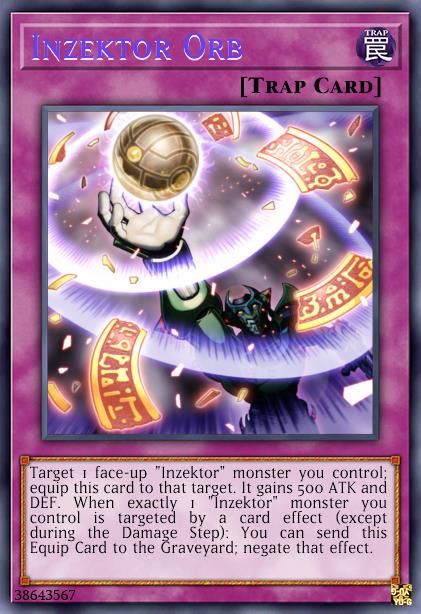 Inzektor Orb
TRAP
罠
[Trap Card]
Target 1 face-up "Inzektor" monster you control;
equip this card to that target. It gains 500 ATK and
DEF. When exactly 1 "Inzektor" monster you
control is targeted by a card effect (except
during the Damage Step): You can send this
Equip Card to the Graveyard; negate that effect.
38643567